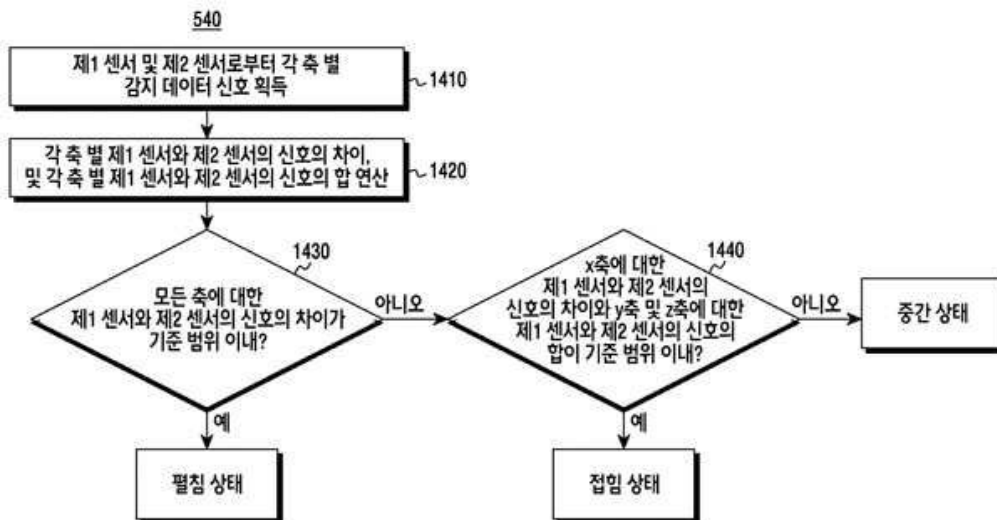 540
제1 센서 및 제2 센서로부터 각 축 별
감지 데이터 신호 획득
1410
각 축 별 제1 센서와 제2 센서의 신호의 차이,
및 각 축 별 제1 센서와 제2 센서의 신호의 합 연산
1420
1430
모든 축에 대한
제1 센서와 제2 센서의 신호의 차이가
기준 범위 이내?
아니오
예
펼침 상태
1440
x축에 대한
제1 센서와 제2 센서의
신호의 차이와 y축 및 z축에 대한
제1 센서와 제2 센서의 신호의
합이 기준 범위 이내?
아니오
중간 상태
예
접힘 상태